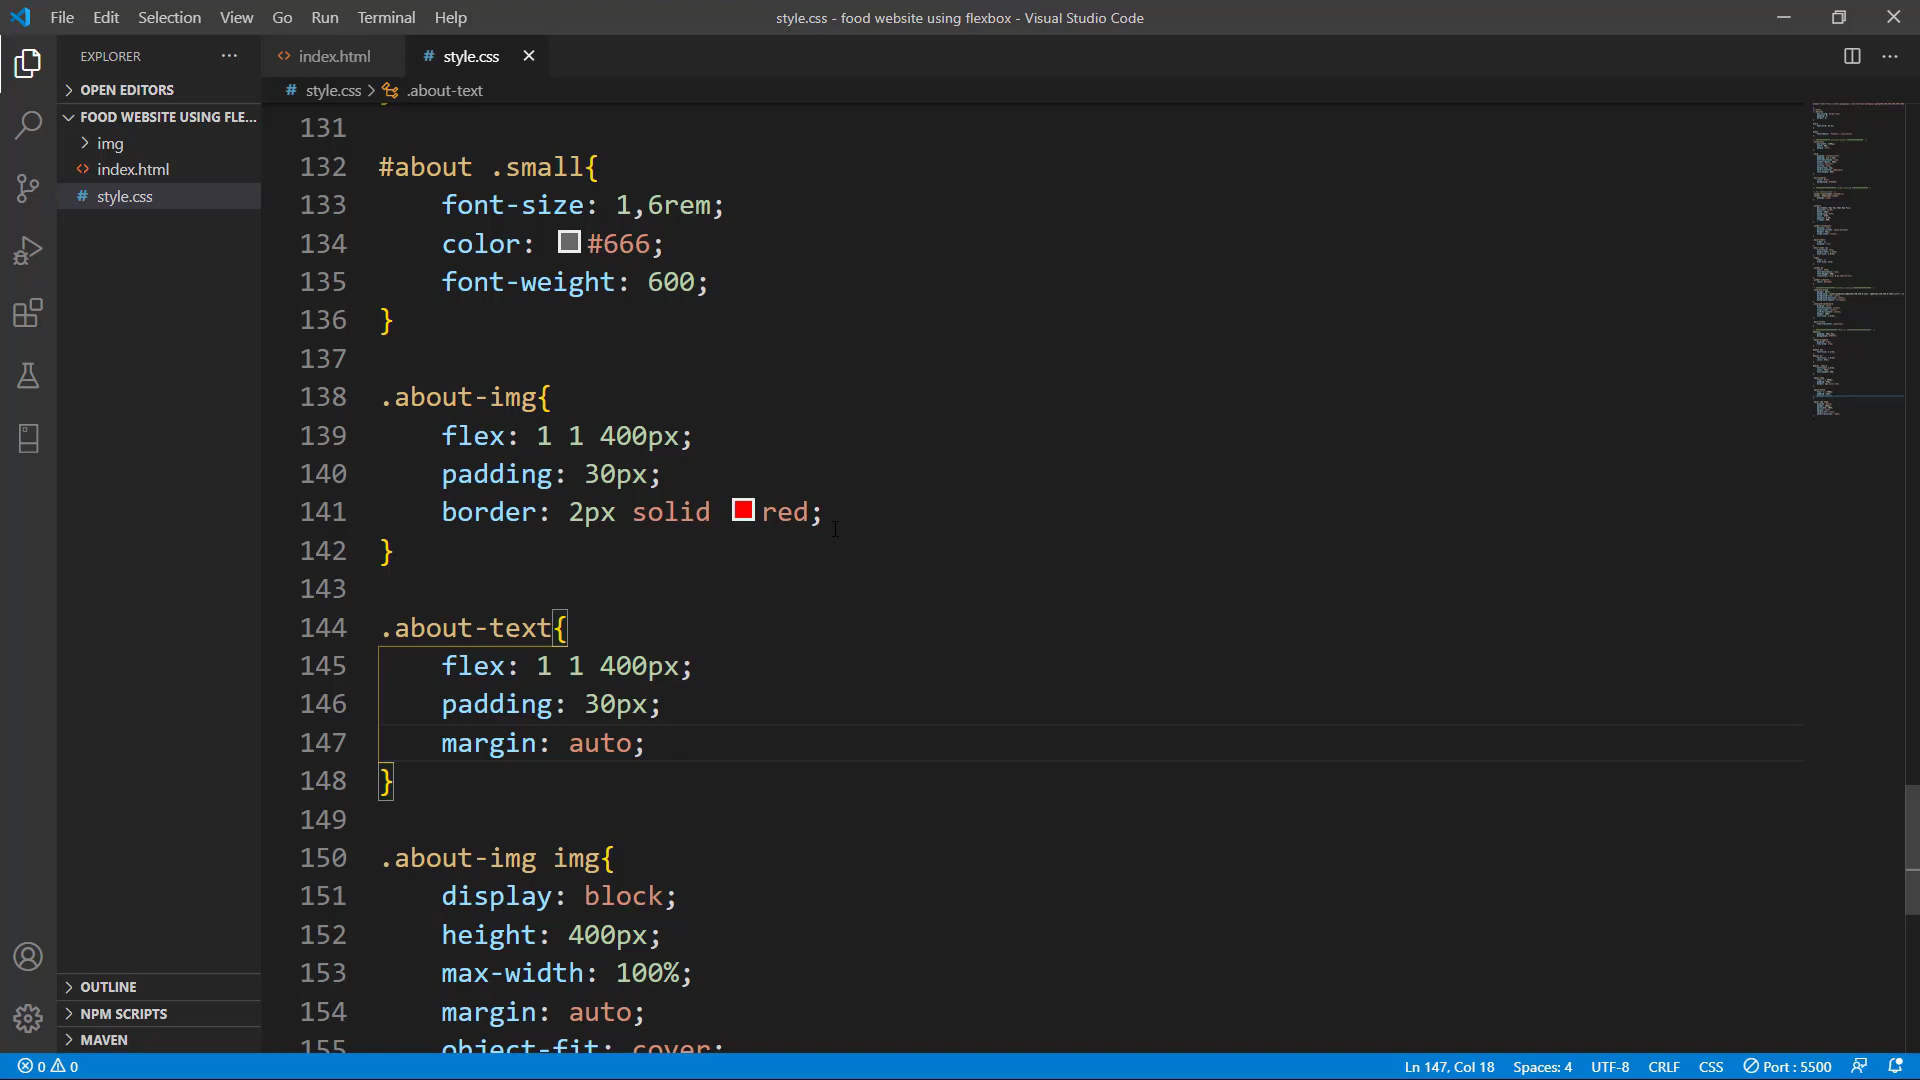 File Edit Selection View Go Run Terminal Help
style.css - food website using flexbox - Visual Studio Code
EXPLORER
OPEN EDITORS
FOOD WEBSITE USING FLE...
img
index.html
style.css
index.html
style.css
style.css > .about-text
131
132 #about .small{
133 font-size: 1,6rem;
134 color: #666;
135 font-weight: 600;
136 }
137
138 .about-img{
139 flex: 1 1 400px;
140 padding: 30px;
141 border: 2px solid red;
142 }
143
144 .about-text{
145 flex: 1 1 400px;
146 padding: 30px;
147 margin: auto;
148 }
149
150 .about-img img{
151 display: block;
152 height: 400px;
153 max-width: 100%;
154 margin: auto;
155 object-fit: cover;
OUTLINE
NPM SCRIPTS
MAVEN
0 0
Ln 147, Col 18 Spaces: 4 UTF-8 CRLF CSS Port : 5500